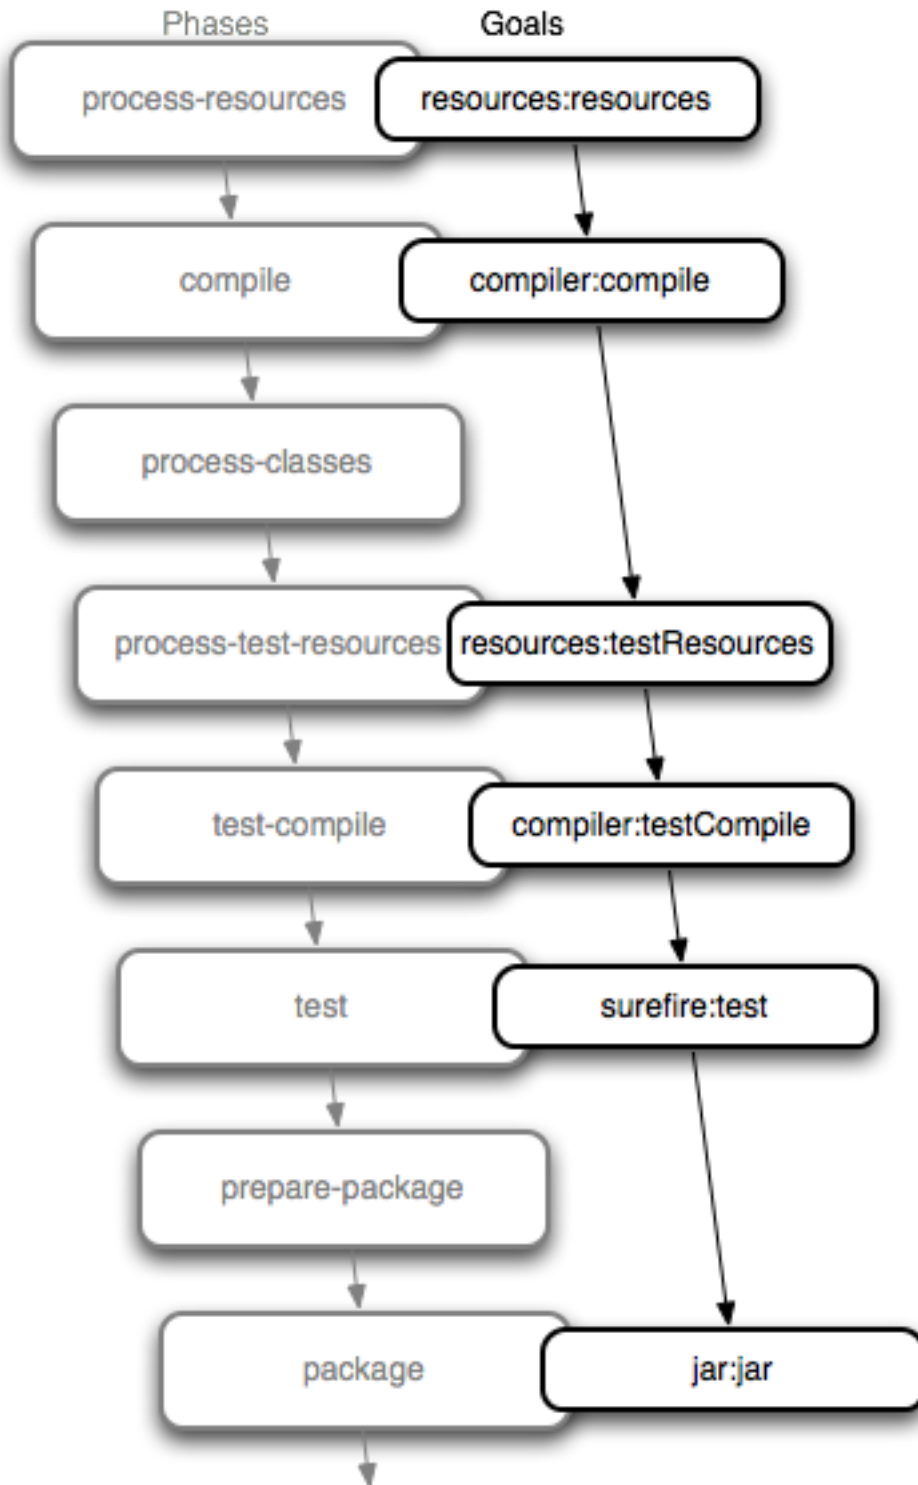 Phases Goals
process-resources resources:resources
compile compiler:compile
process-classes
process-test-resources resources:testResources
test-compile compiler:testCompile
test surefire:test
prepare-package
package jar:jar